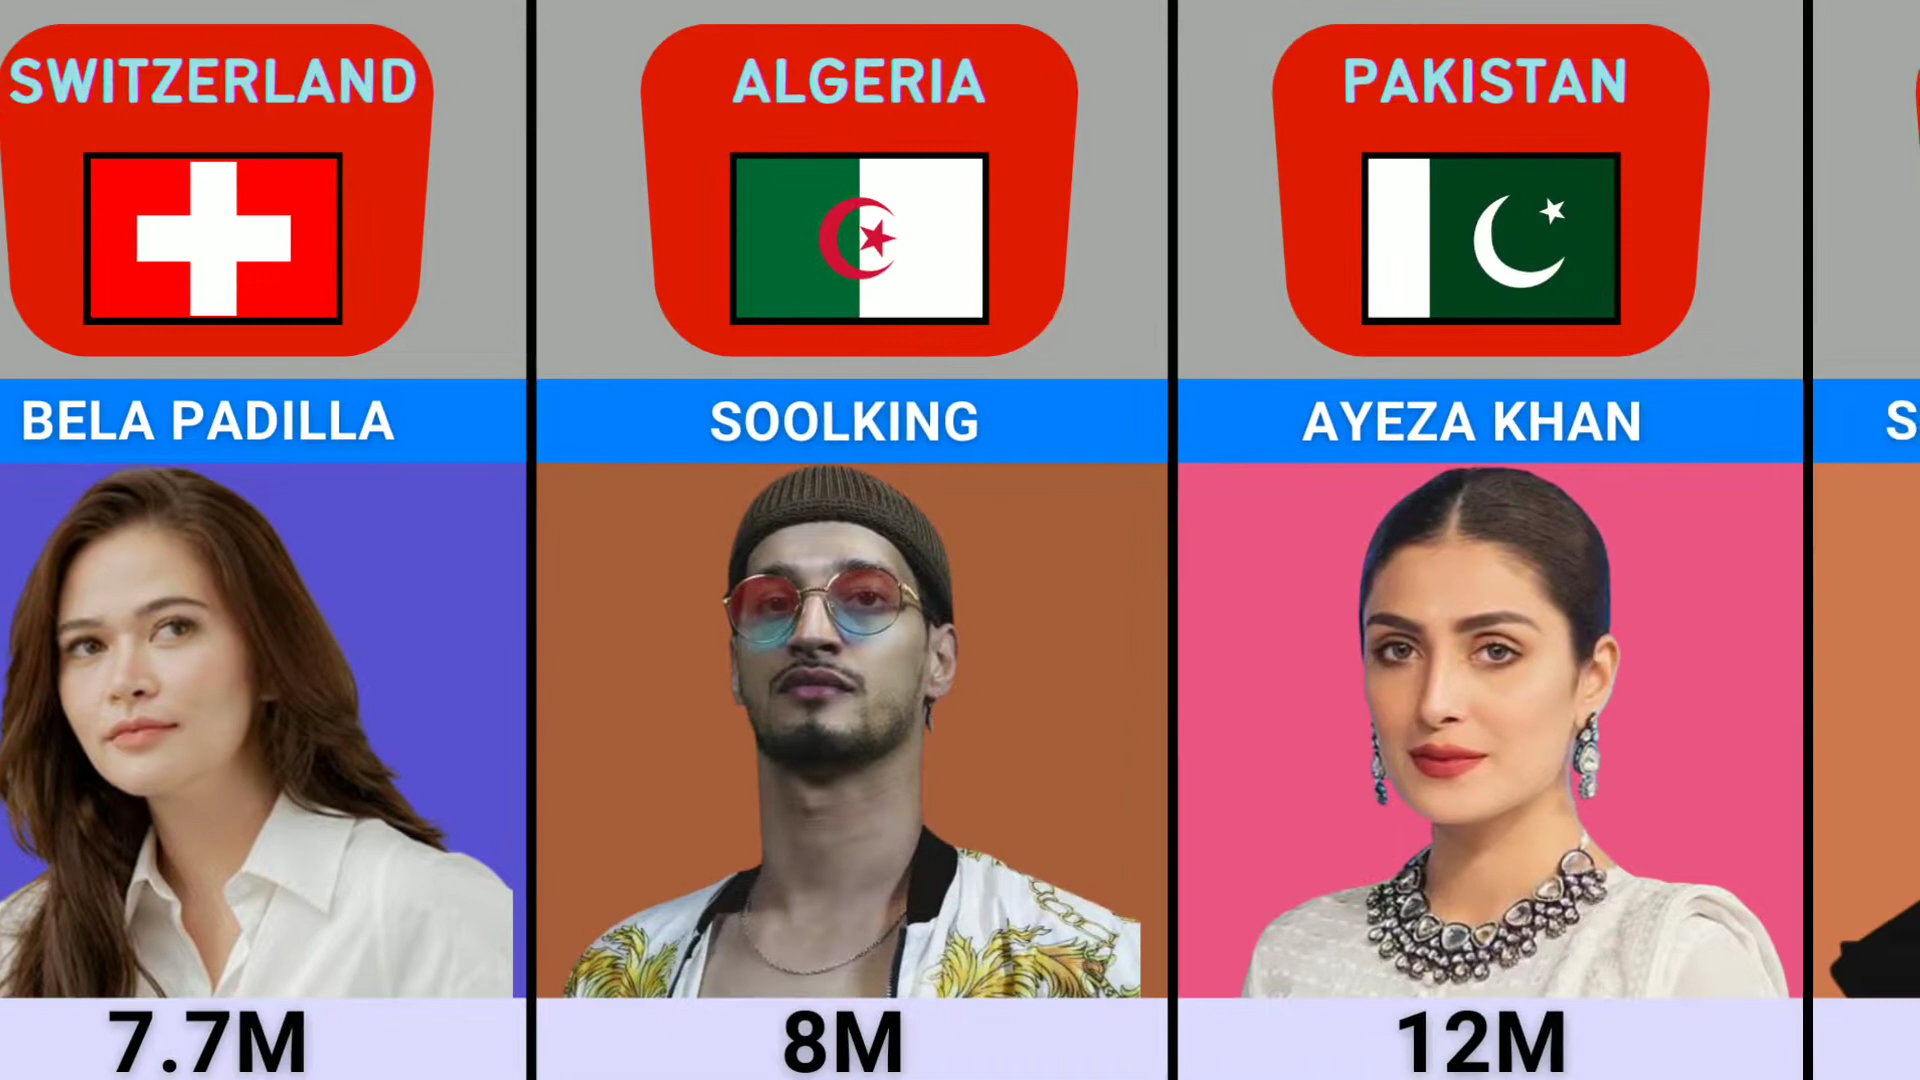 SWITZERLAND
BELA PADILLA
7.7M
ALGERIA
SOOLKING
8M
PAKISTAN
AYEZA KHAN
12M
S